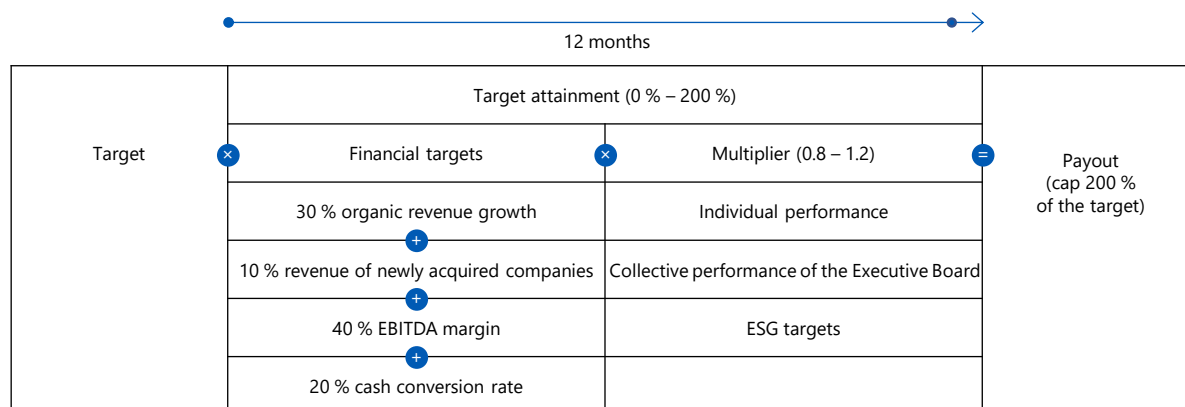 12 months
Target attainment (0 % – 200 %)
Target
×
Financial targets
×
Multiplier (0.8 – 1.2)
=
Payout
(cap 200 %
of the target)
30 % organic revenue growth
Individual performance
+
10 % revenue of newly acquired companies
Collective performance of the Executive Board
+
40 % EBITDA margin
ESG targets
+
20 % cash conversion rate